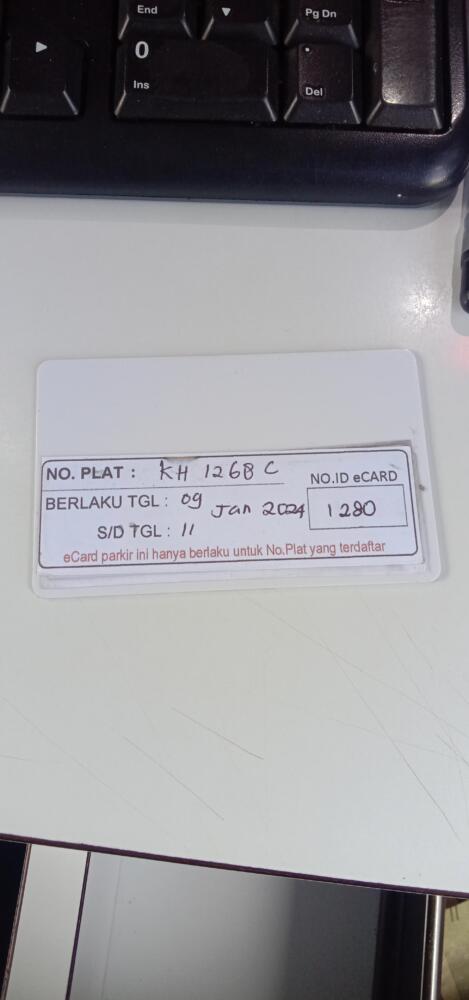 End
▼
Pg Dn
▶
0
Ins
.
Del
NO. PLAT : KH 1268 C
NO.ID eCARD
BERLAKU TGL : 09 Jan 2024
1280
S/D TGL : 11
eCard parkir ini hanya berlaku untuk No.Plat yang terdaftar